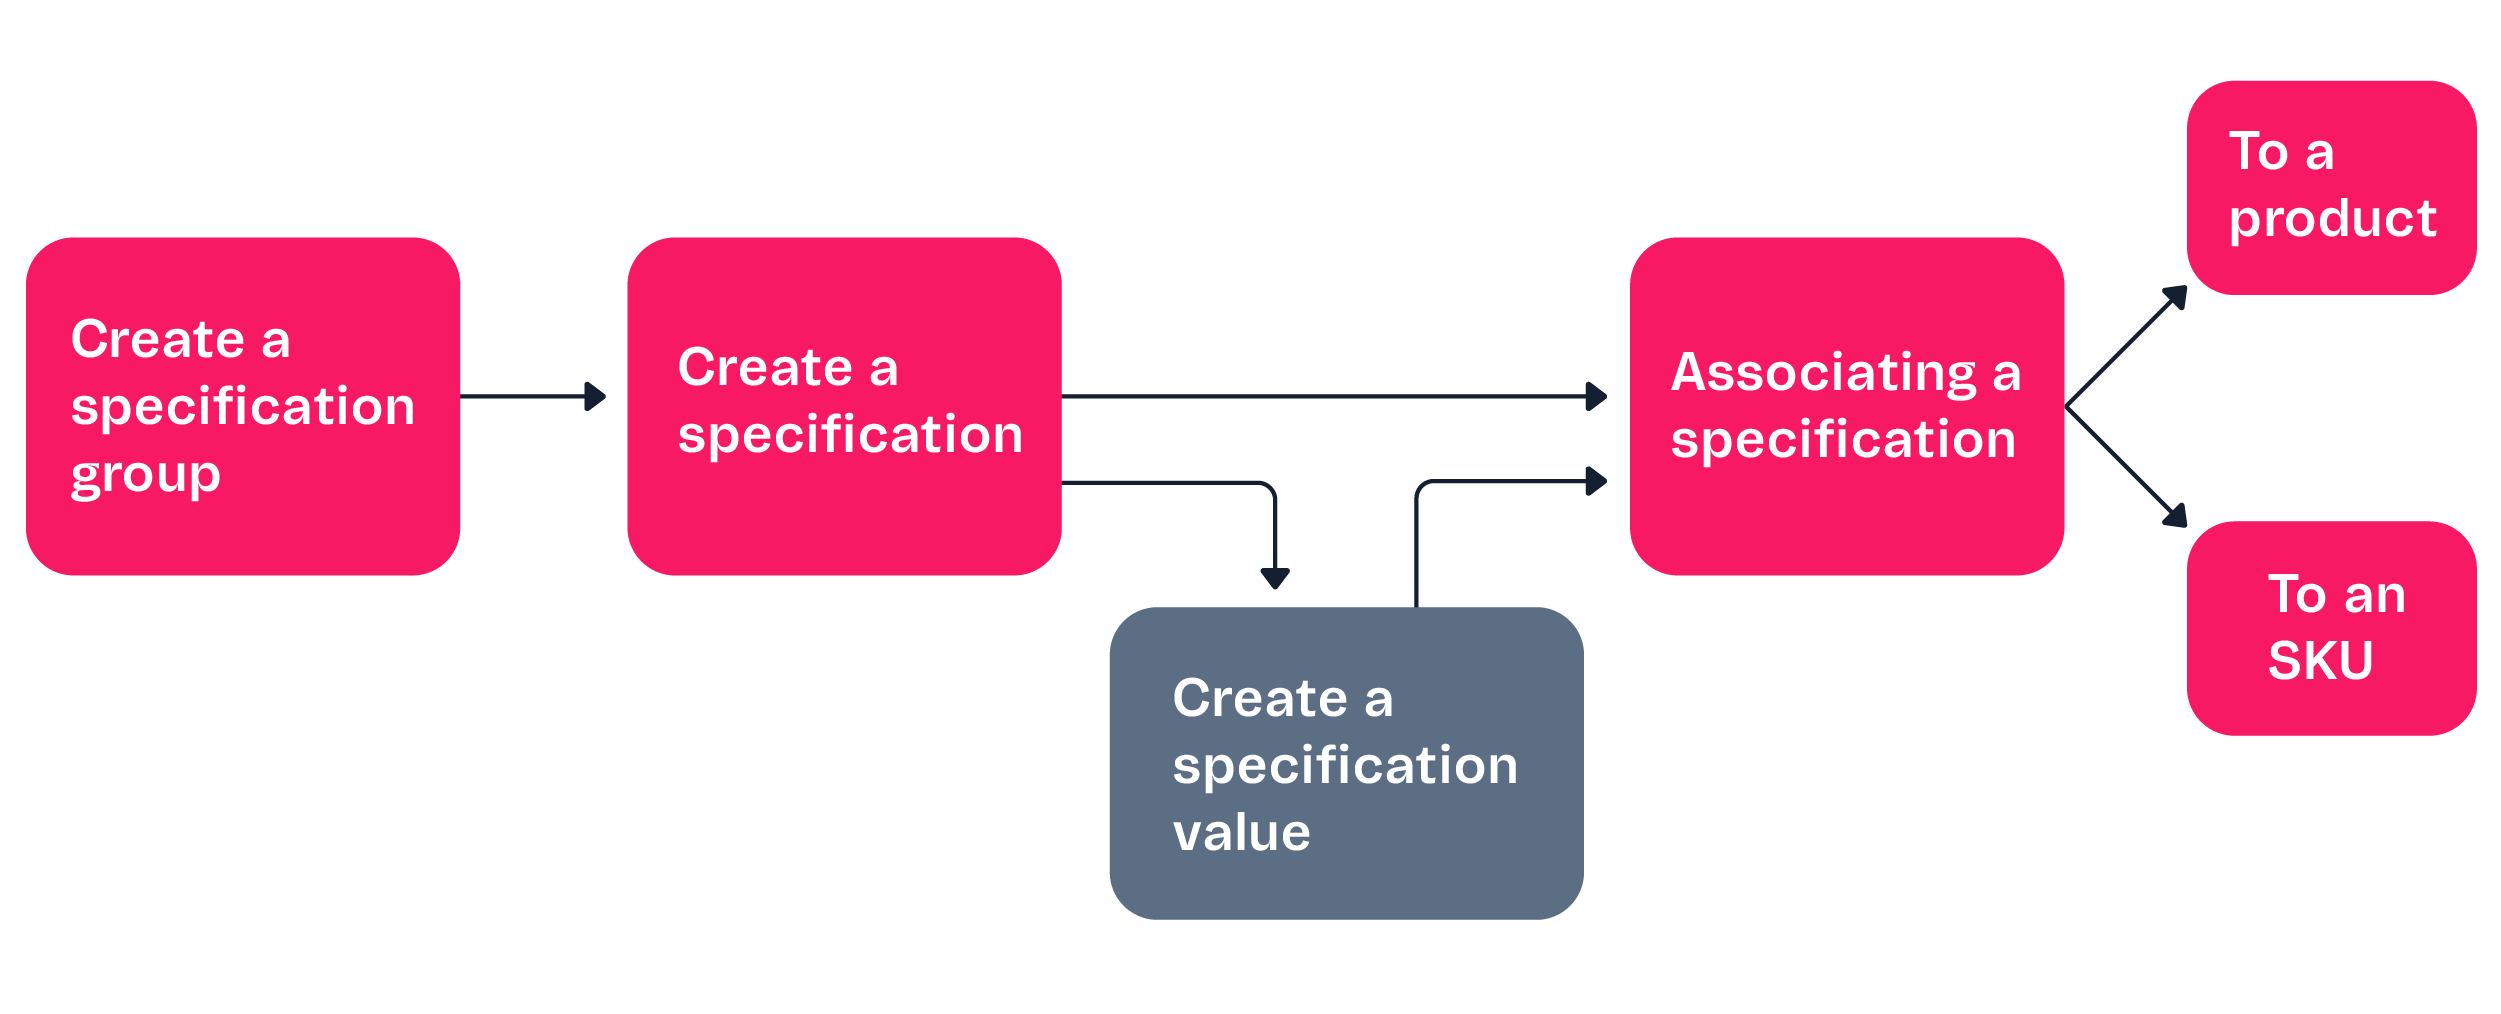 Create a
specification
group
Create a
specification
Create a
specification
value
Associating a
specification
To a
product
To an
SKU